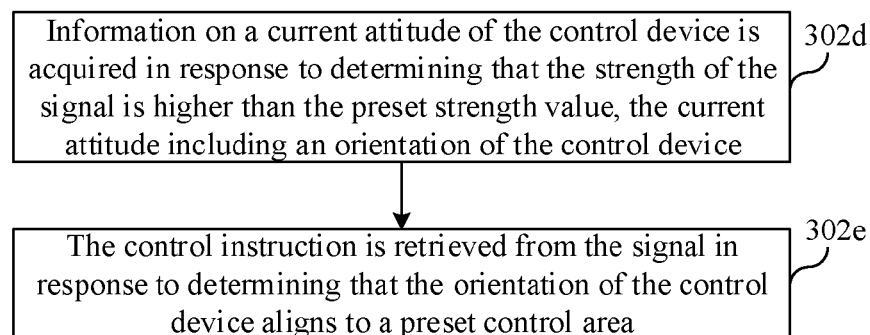 Information on a current attitude of the control device is
acquired in response to determining that the strength of the
signal is higher than the preset strength value, the current
attitude including an orientation of the control device
302d
The control instruction is retrieved from the signal in
response to determining that the orientation of the control
device aligns to a preset control area
302e